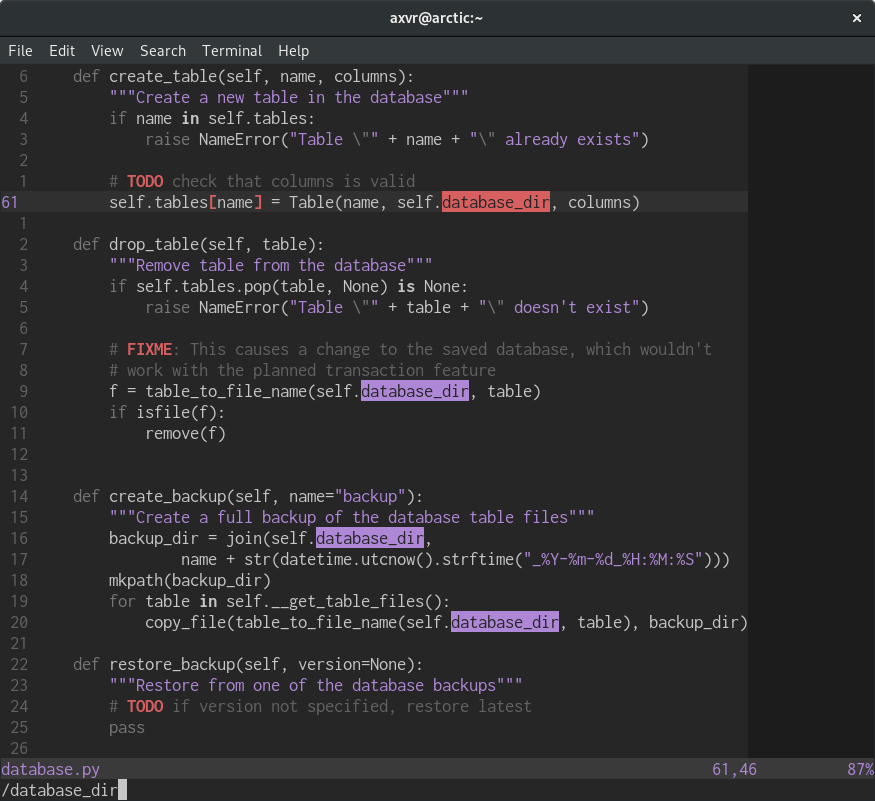 axvr@arctic:~
×
File Edit View Search Terminal Help
6     def create_table(self, name, columns):
5         """Create a new table in the database"""
4         if name in self.tables:
3             raise NameError("Table \"" + name + "\" already exists")
2
1         # TODO check that columns is valid
61        self.tables[name] = Table(name, self.database_dir, columns)
1
2     def drop_table(self, table):
3         """Remove table from the database"""
4         if self.tables.pop(table, None) is None:
5             raise NameError("Table \"" + table + "\" doesn't exist")
6
7         # FIXME: This causes a change to the saved database, which wouldn't
8         # work with the planned transaction feature
9         f = table_to_file_name(self.database_dir, table)
10        if isfile(f):
11            remove(f)
12
13
14    def create_backup(self, name="backup"):
15        """Create a full backup of the database table files"""
16        backup_dir = join(self.database_dir,
17                name + str(datetime.utcnow().strftime("_%Y-%m-%d_%H:%M:%S")))
18        mkpath(backup_dir)
19        for table in self.__get_table_files():
20            copy_file(table_to_file_name(self.database_dir, table), backup_dir)
21
22    def restore_backup(self, version=None):
23        """Restore from one of the database backups"""
24        # TODO if version not specified, restore latest
25        pass
26
database.py 61,46 87%
/database_dir